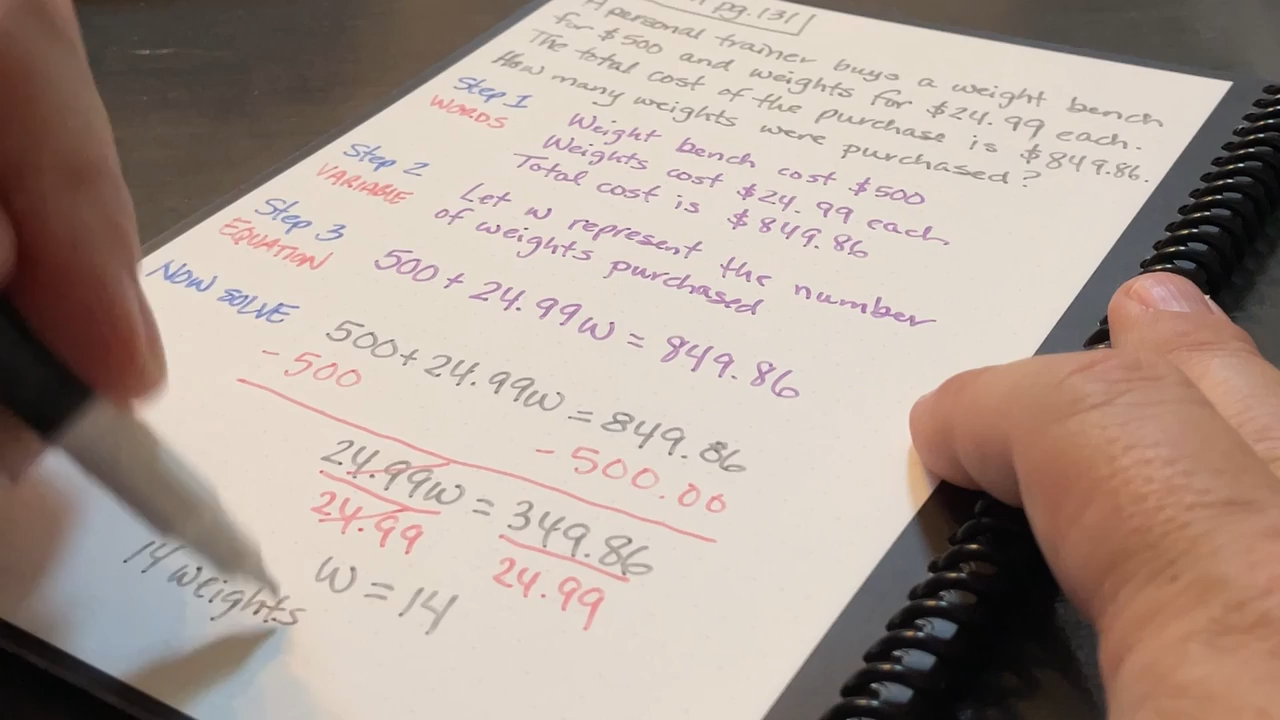 pg. 131
A personal trainer buys a weight bench
for $500 and weights for $24.99 each.
The total cost of the purchase is $849.86.
How many weights were purchased?
Step 1
WORDS
Weight bench cost $500
Weights cost $24.99 each
Total cost is $849.86
Step 2
VARIABLE
Let w represent the number
of weights purchased
Step 3
EQUATION
500 + 24.99w = 849.86
NOW SOLVE
500 + 24.99w = 849.86
- 500 - 500.00
24.99w = 349.86
24.99 24.99
w = 14
14 weights